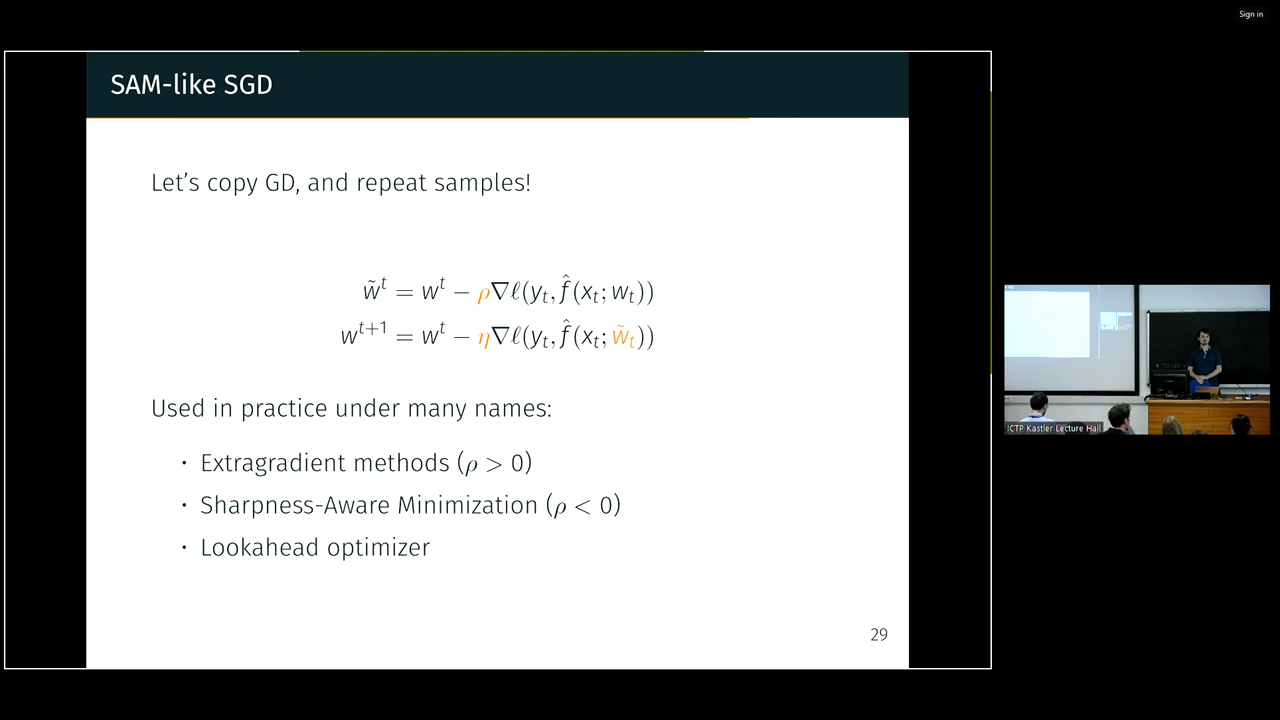 Sign in
SAM-like SGD
Let's copy GD, and repeat samples!
w̃ᵗ = wᵗ − ρ∇ℓ(yₜ, f̂(xₜ; wₜ))
wᵗ⁺¹ = wᵗ − η∇ℓ(yₜ, f̂(xₜ; w̃ₜ))
Used in practice under many names:
· Extragradient methods (ρ > 0)
· Sharpness-Aware Minimization (ρ < 0)
· Lookahead optimizer
29
ICTP Kastler Lecture Hall